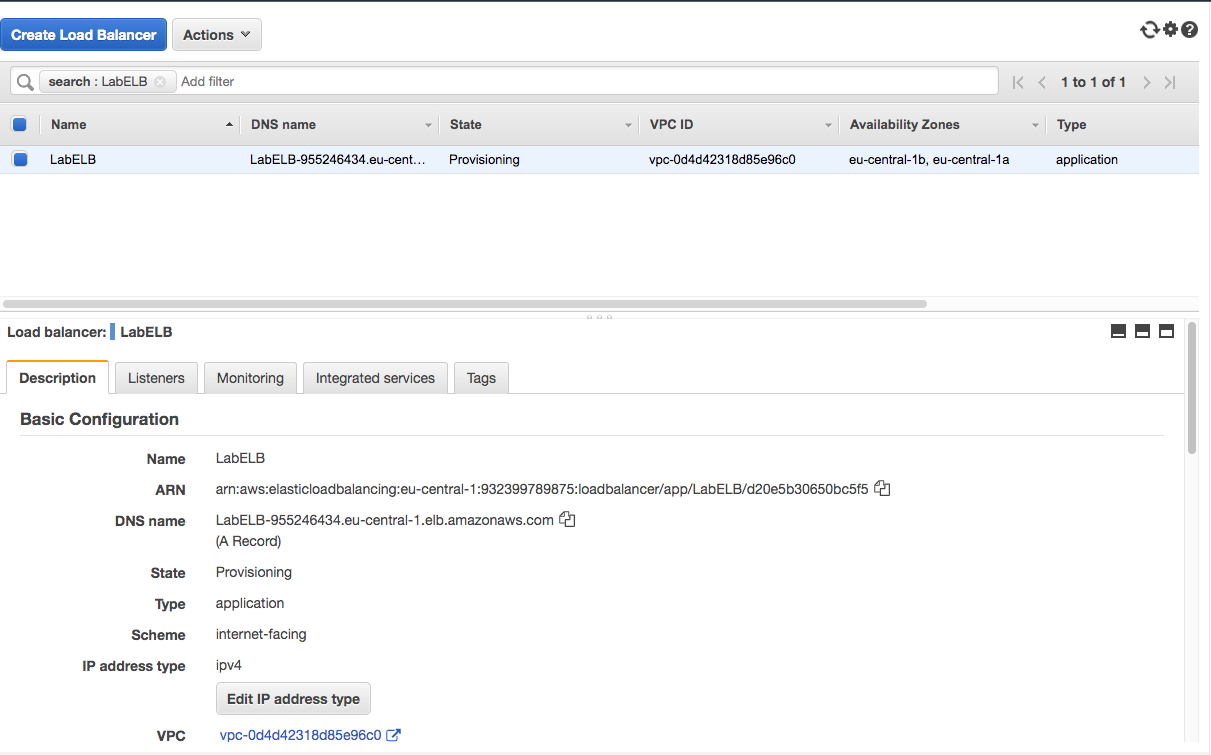 Create Load Balancer Actions
search : LabELB Add filter 1 to 1 of 1
Name DNS name State VPC ID Availability Zones Type
LabELB LabELB-955246434.eu-cent... Provisioning vpc-0d4d42318d85e96c0 eu-central-1b, eu-central-1a application
Load balancer: LabELB
Description Listeners Monitoring Integrated services Tags
Basic Configuration
Name LabELB
ARN arn:aws:elasticloadbalancing:eu-central-1:932399789875:loadbalancer/app/LabELB/d20e5b30650bc5f5
DNS name LabELB-955246434.eu-central-1.elb.amazonaws.com
(A Record)
State Provisioning
Type application
Scheme internet-facing
IP address type ipv4
Edit IP address type
VPC vpc-0d4d42318d85e96c0